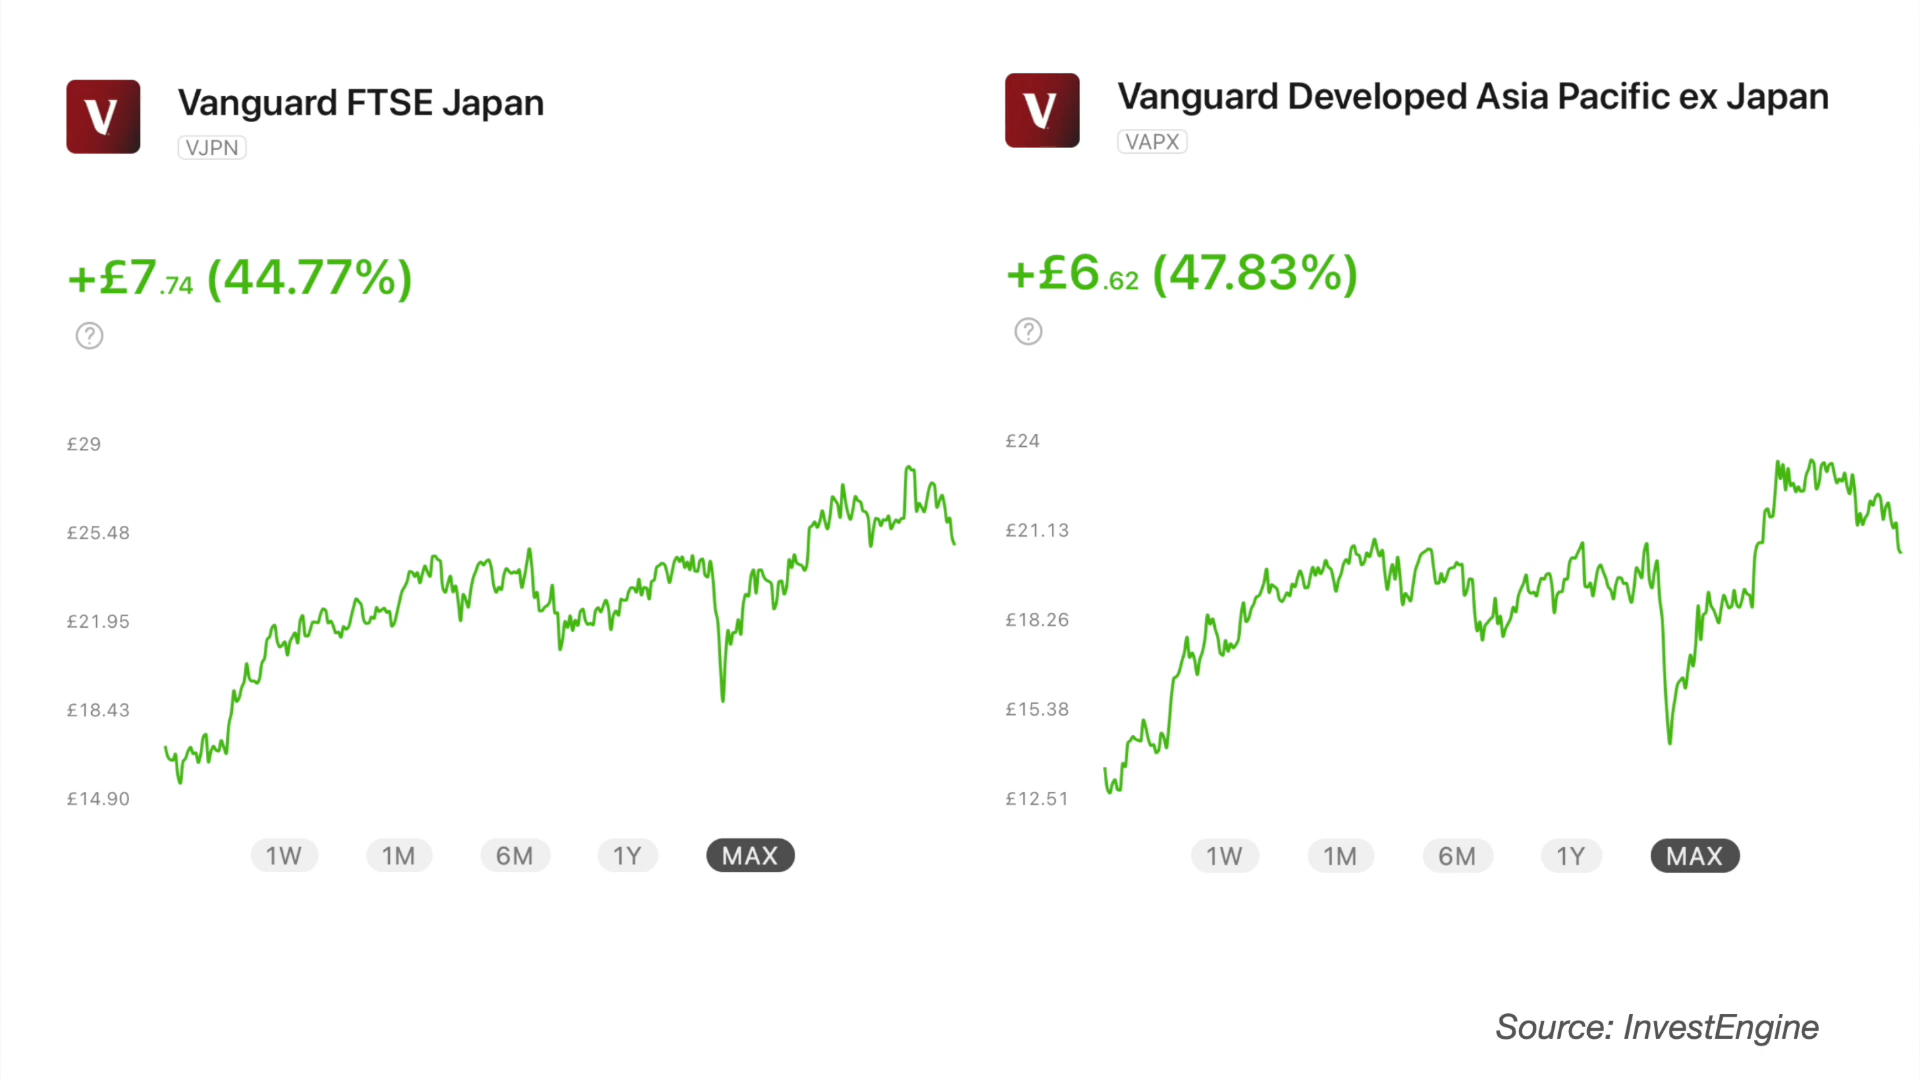 V
Vanguard FTSE Japan
VJPN
+£7.74 (44.77%)
?
£29
£25.48
£21.95
£18.43
£14.90
1W 1M 6M 1Y MAX
V
Vanguard Developed Asia Pacific ex Japan
VAPX
+£6.62 (47.83%)
?
£24
£21.13
£18.26
£15.38
£12.51
1W 1M 6M 1Y MAX
Source: InvestEngine